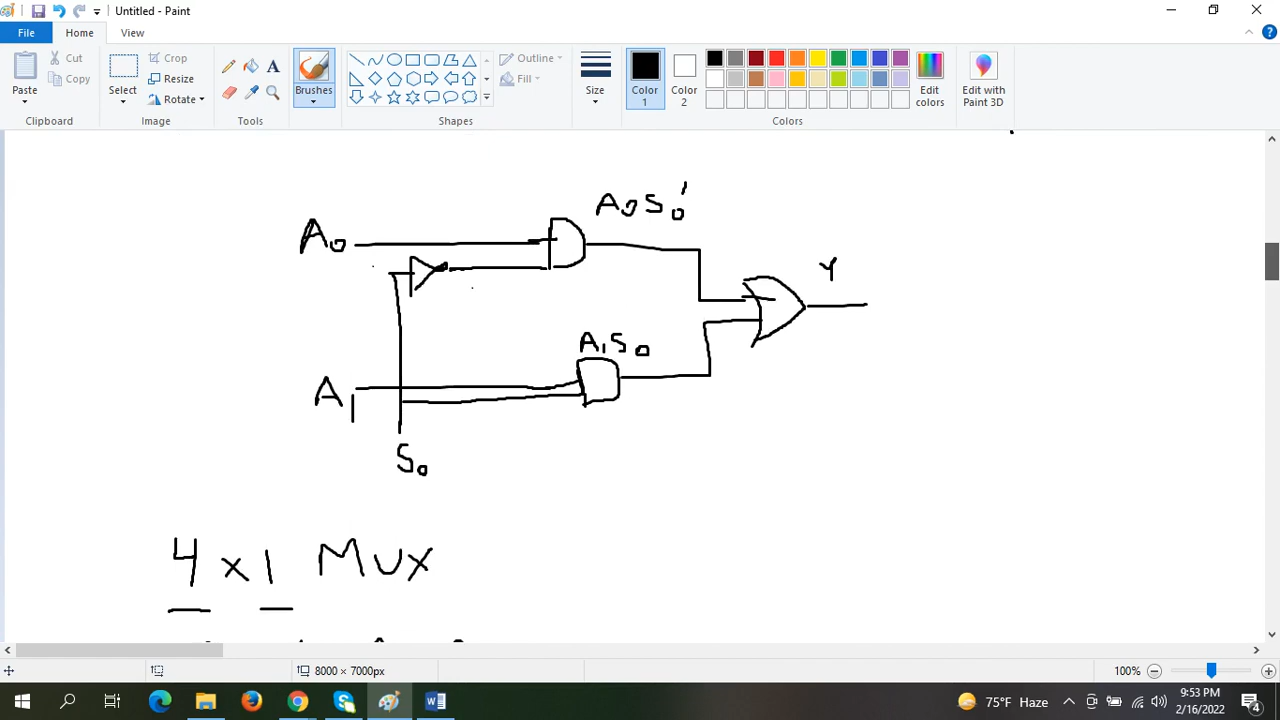 Untitled - Paint
File Home View
Paste Cut Copy Clipboard
Select Crop Resize Rotate Image
Tools
Brushes
Outline Fill Shapes
Size
Color 1 Color 2 Edit colors Colors
Edit with Paint 3D
A0S0'
A0
Y
A1S0
A1
S0
4 x 1 Mux
8000 × 7000px 100%
75°F Haze 9:53 PM
2/16/2022
4